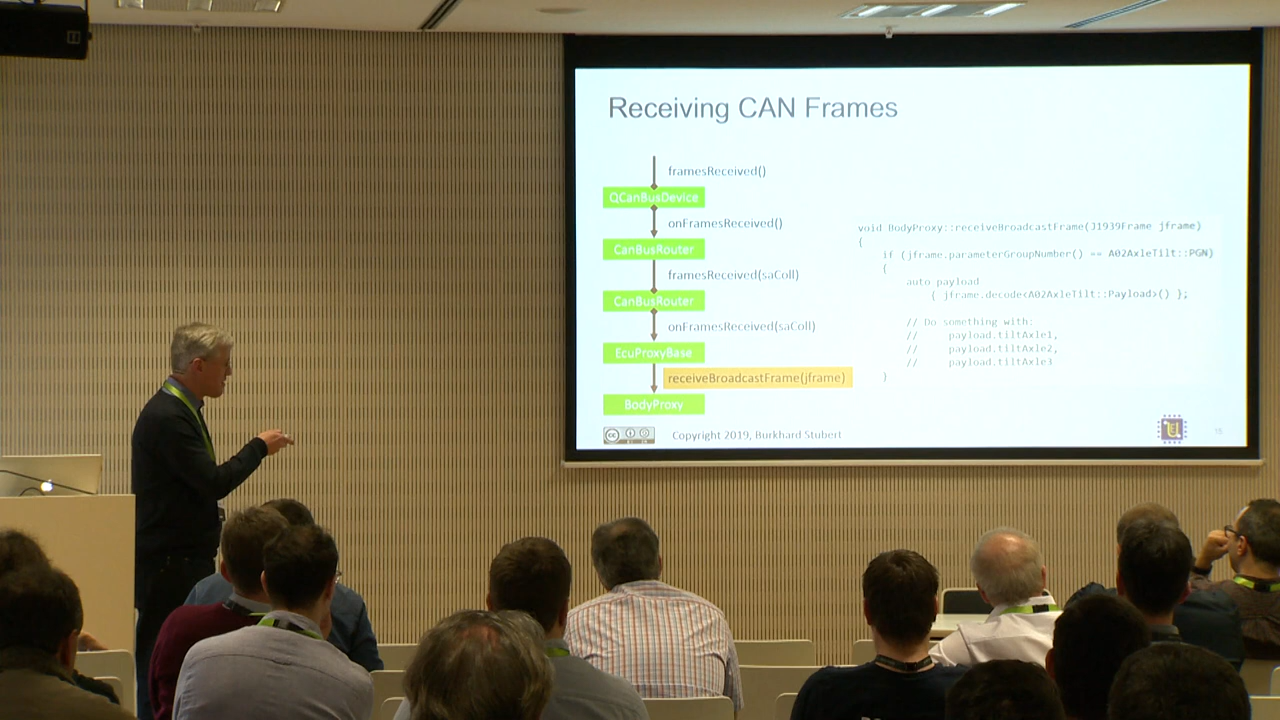 Receiving CAN Frames
framesReceived()
QCanBusDevice
onFramesReceived()
CanBusRouter
framesReceived(saColl)
CanBusRouter
onFramesReceived(saColl)
EcuProxyBase
receiveBroadcastFrame(jframe)
BodyProxy
void BodyProxy::receiveBroadcastFrame(J1939Frame jframe)
{
if (jframe.parameterGroupNumber() == A02AxleTilt::PGN)
{
auto payload
{ jframe.decode<A02AxleTilt::Payload>() };
// Do something with:
// payload.tiltAxle1,
// payload.tiltAxle2,
// payload.tiltAxle3
}
Copyright 2019, Burkhard Stubert
15